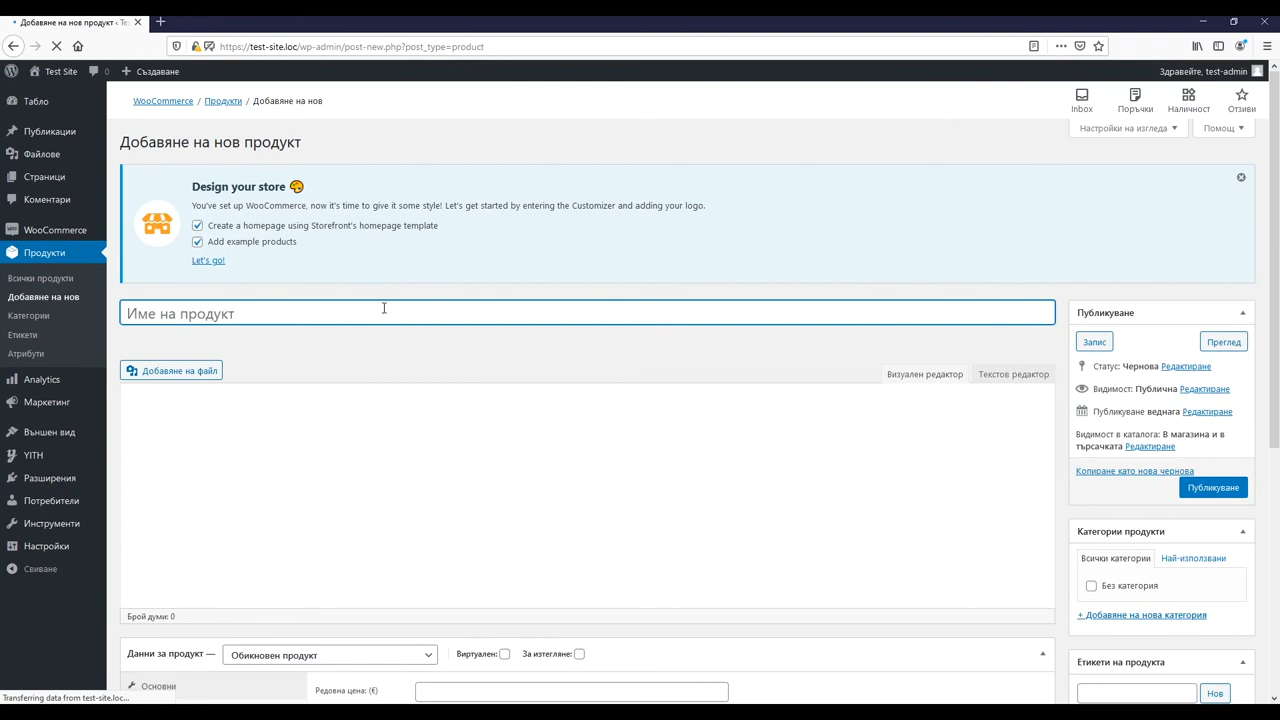 Добавяне на нов продукт ‹ Tes
https://test-site.loc/wp-admin/post-new.php?post_type=product
Test Site
0
Създаване
Здравейте, test-admin
Табло
Публикации
Файлове
Страници
Коментари
WooCommerce
Продукти
Всички продукти
Добавяне на нов
Категории
Етикети
Атрибути
Analytics
Маркетинг
Външен вид
YITH
Разширения
Потребители
Инструменти
Настройки
Свиване
WooCommerce / Продукти / Добавяне на нов
Inbox
Поръчки
Наличност
Отзиви
Настройки на изгледа
Помощ
Добавяне на нов продукт
Design your store
You've set up WooCommerce, now it's time to give it some style! Let's get started by entering the Customizer and adding your logo.
Create a homepage using Storefront's homepage template
Add example products
Let's go!
Име на продукт
Добавяне на файл
Визуален редактор
Текстов редактор
Брой думи: 0
Данни за продукт —
Обикновен продукт
Виртуален:
За изтегляне:
Основни
Редовна цена: (€)
Публикуване
Запис
Преглед
Статус: Чернова Редактиране
Видимост: Публична Редактиране
Публикуване веднага Редактиране
Видимост в каталога: В магазина и в
търсачката Редактиране
Копиране като нова чернова
Публикуване
Категории продукти
Всички категории
Най-използвани
Без категория
+ Добавяне на нова категория
Етикети на продукта
Нов
Transferring data from test-site.loc...